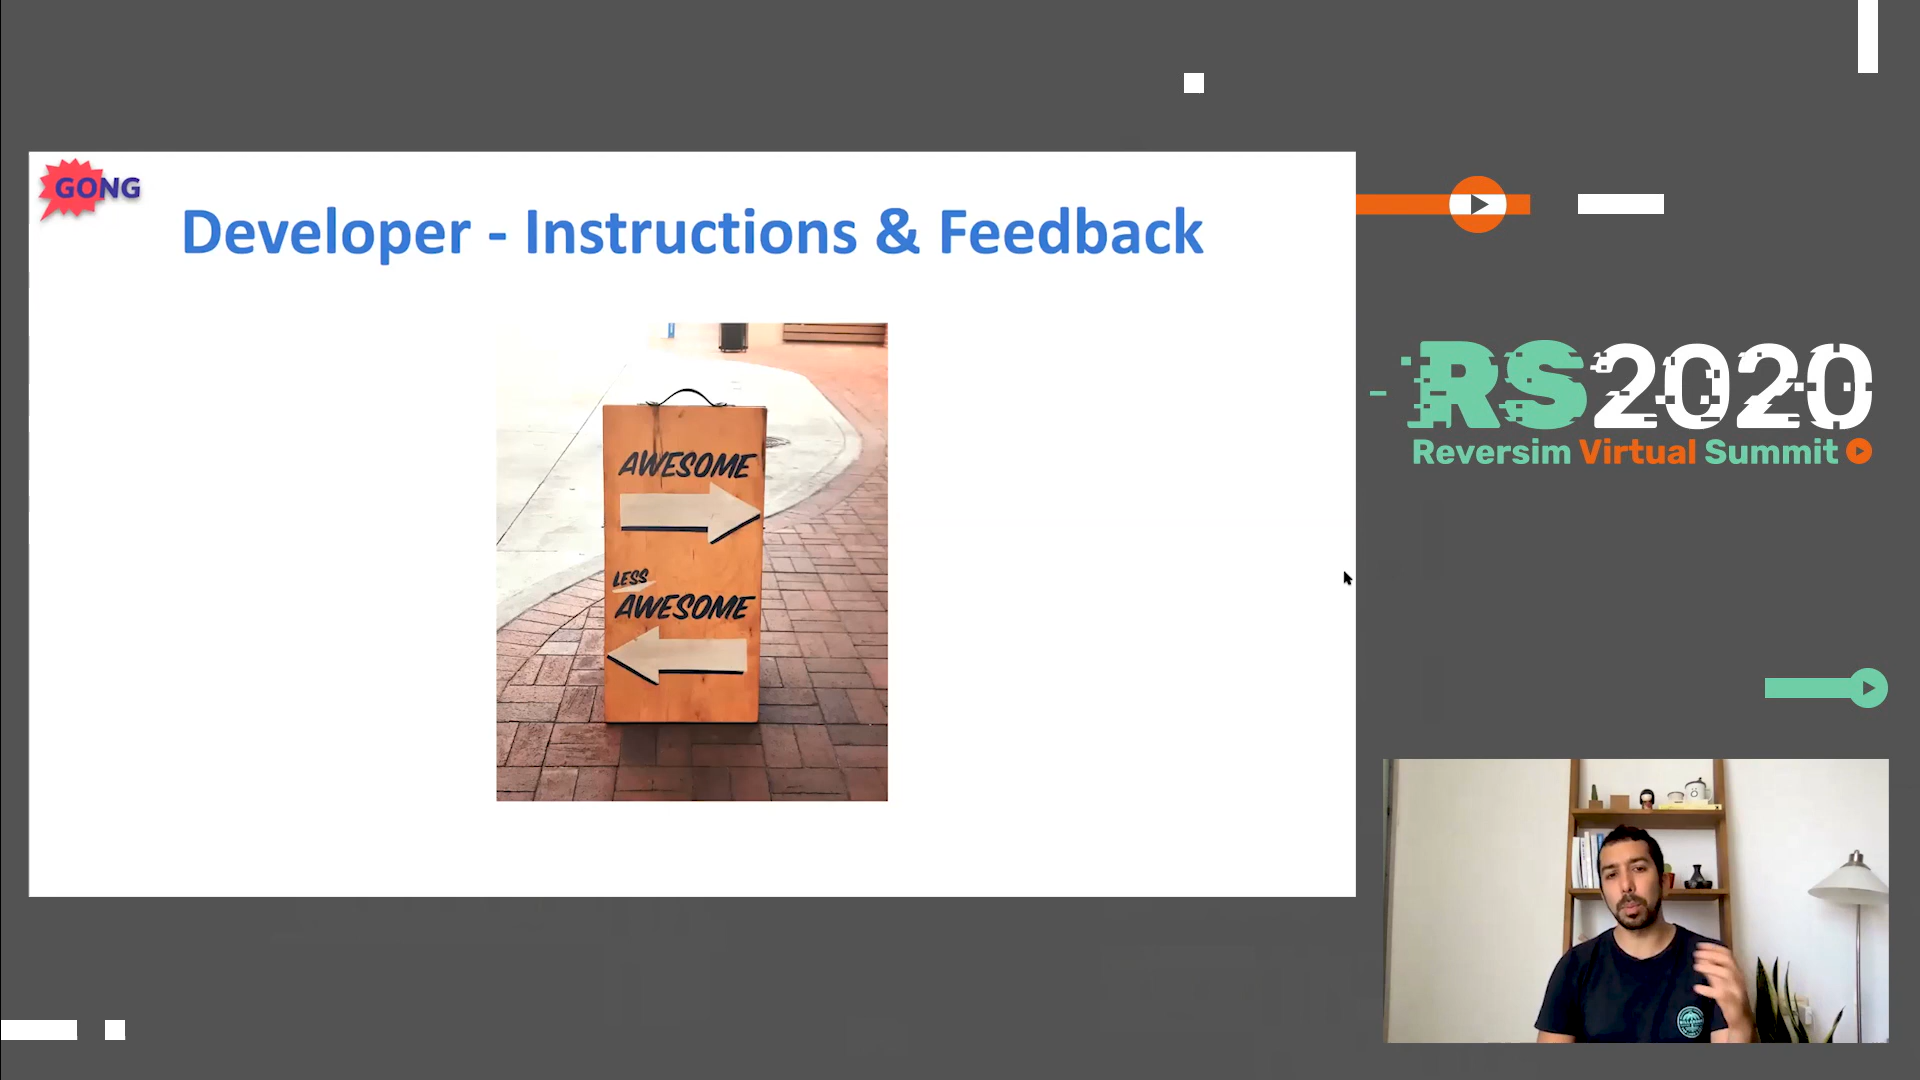 GONG
Developer - Instructions & Feedback
AWESOME
LESS
AWESOME
RS2020
Reversim Virtual Summit